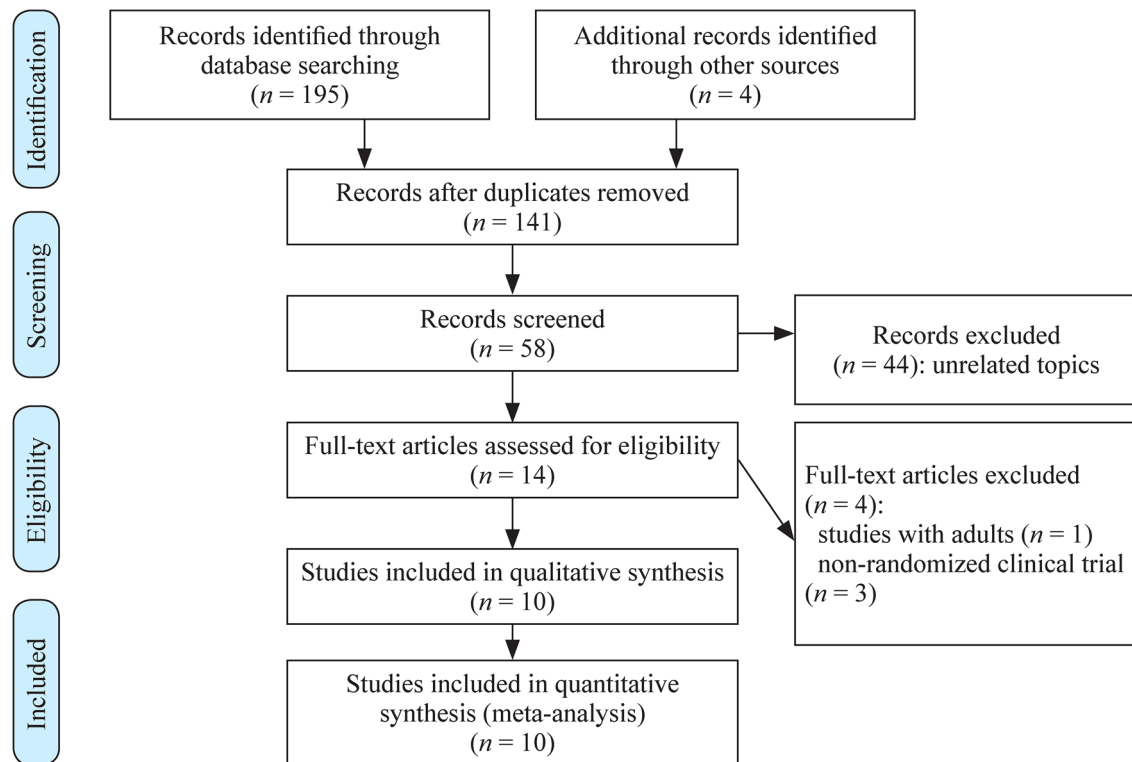 Identification
Records identified through
database searching
(n = 195)
Additional records identified
through other sources
(n = 4)
Records after duplicates removed
(n = 141)
Screening
Records screened
(n = 58)
Records excluded
(n = 44): unrelated topics
Eligibility
Full-text articles assessed for eligibility
(n = 14)
Full-text articles excluded
(n = 4):
studies with adults (n = 1)
non-randomized clinical trial
(n = 3)
Studies included in qualitative synthesis
(n = 10)
Included
Studies included in quantitative
synthesis (meta-analysis)
(n = 10)